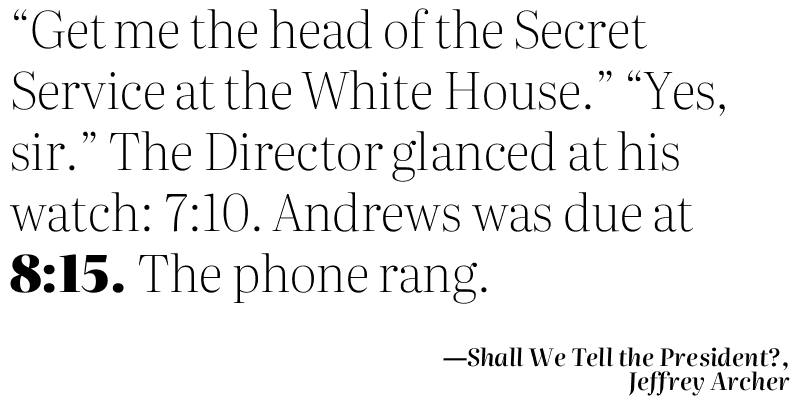 “Get me the head of the Secret
Service at the White House.” “Yes,
sir.” The Director glanced at his
watch: 7:10. Andrews was due at
8:15. The phone rang.
—Shall We Tell the President?,
Jeffrey Archer